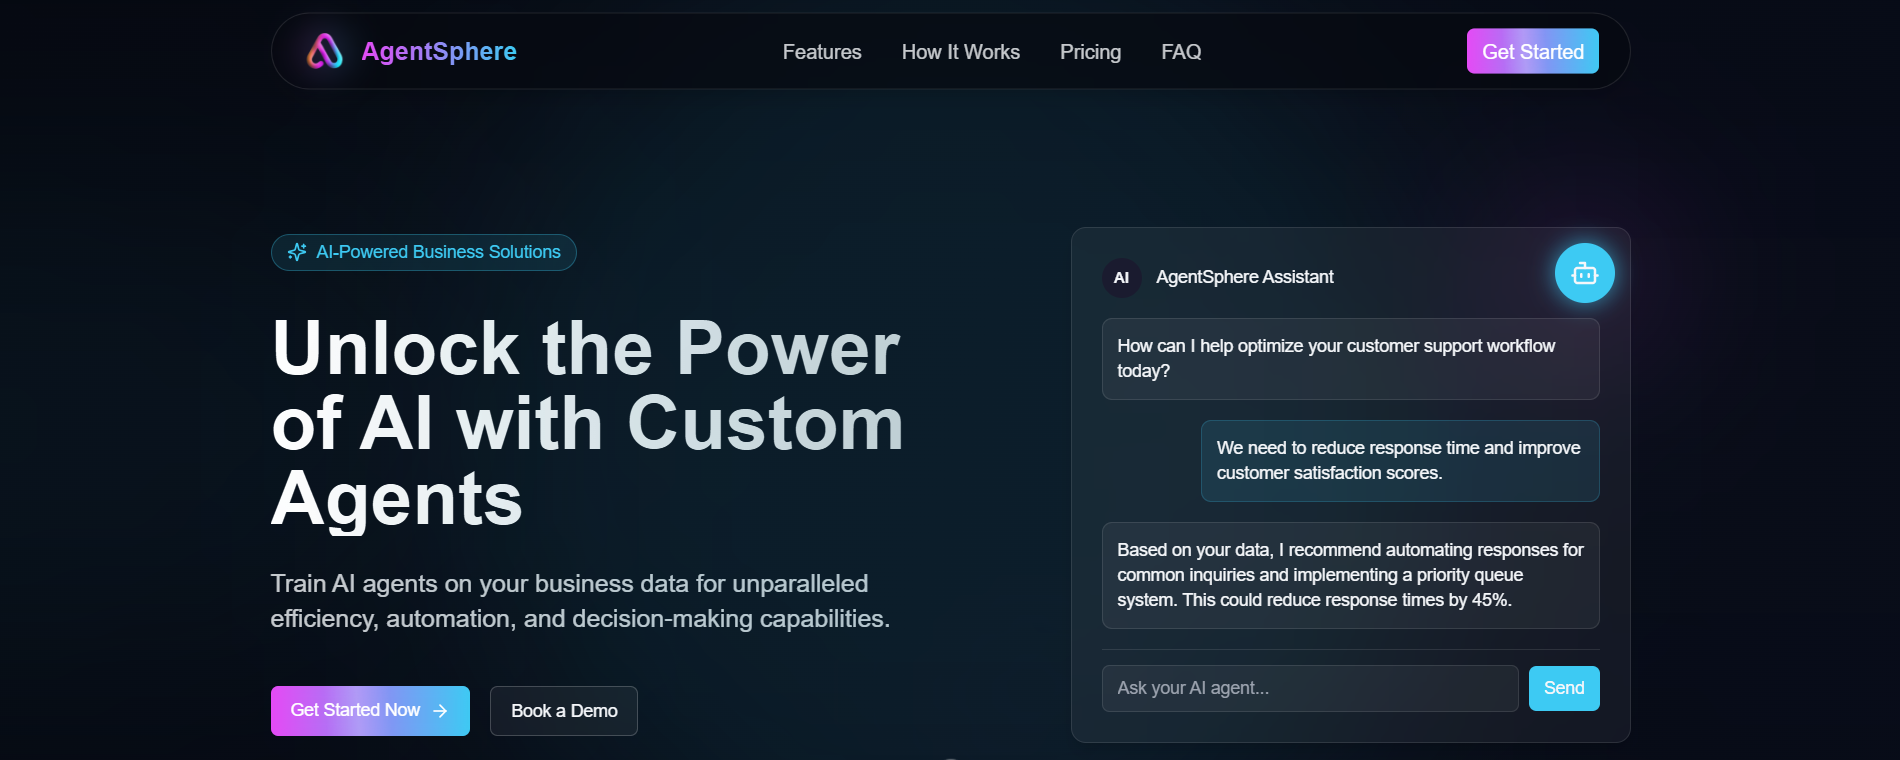 AgentSphere
Features
How It Works
Pricing
FAQ
Get Started
AI-Powered Business Solutions
Unlock the Power
of AI with Custom
Agents
Train AI agents on your business data for unparalleled
efficiency, automation, and decision-making capabilities.
Get Started Now
Book a Demo
AI
AgentSphere Assistant
How can I help optimize your customer support workflow
today?
We need to reduce response time and improve
customer satisfaction scores.
Based on your data, I recommend automating responses for
common inquiries and implementing a priority queue
system. This could reduce response times by 45%.
Ask your AI agent...
Send